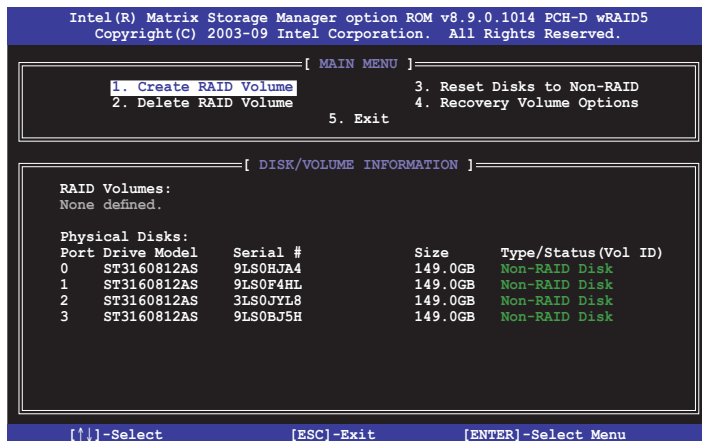 Intel(R) Matrix Storage Manager option ROM v8.9.0.1014 PCH-D wRAID5
Copyright(C) 2003-09 Intel Corporation. All Rights Reserved.
[ MAIN MENU ]
1. Create RAID Volume 3. Reset Disks to Non-RAID
2. Delete RAID Volume 4. Recovery Volume Options
5. Exit
[ DISK/VOLUME INFORMATION ]
RAID Volumes:
None defined.
Physical Disks:
Port Drive Model Serial # Size Type/Status(Vol ID)
0 ST3160812AS 9LS0HJA4 149.0GB Non-RAID Disk
1 ST3160812AS 9LS0F4HL 149.0GB Non-RAID Disk
2 ST3160812AS 3LS0JYL8 149.0GB Non-RAID Disk
3 ST3160812AS 9LS0BJ5H 149.0GB Non-RAID Disk
[↑↓]-Select [ESC]-Exit [ENTER]-Select Menu